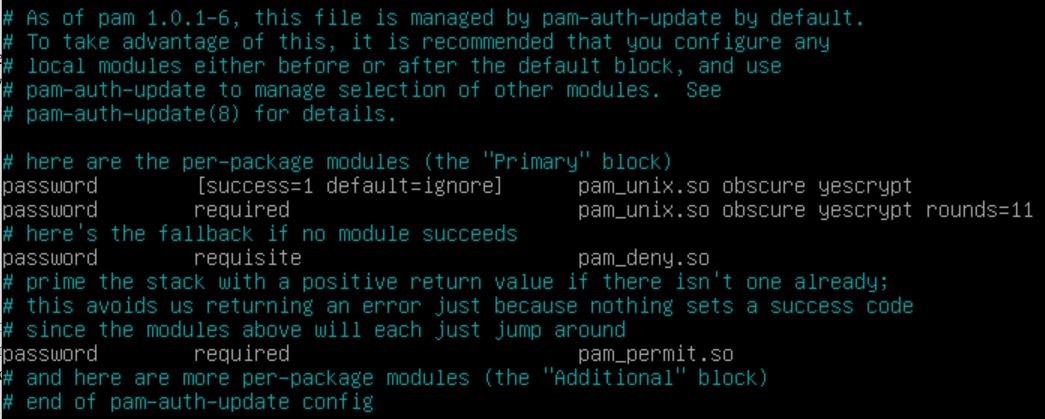 # As of pam 1.0.1-6, this file is managed by pam-auth-update by default.
# To take advantage of this, it is recommended that you configure any
# local modules either before or after the default block, and use
# pam-auth-update to manage selection of other modules.  See
# pam-auth-update(8) for details.

# here are the per-package modules (the "Primary" block)
password        [success=1 default=ignore]      pam_unix.so obscure yescrypt
password        required                        pam_unix.so obscure yescrypt rounds=11
# here's the fallback if no module succeeds
password        requisite                       pam_deny.so
# prime the stack with a positive return value if there isn't one already;
# this avoids us returning an error just because nothing sets a success code
# since the modules above will each just jump around
password        required                        pam_permit.so
# and here are more per-package modules (the "Additional" block)
# end of pam-auth-update config